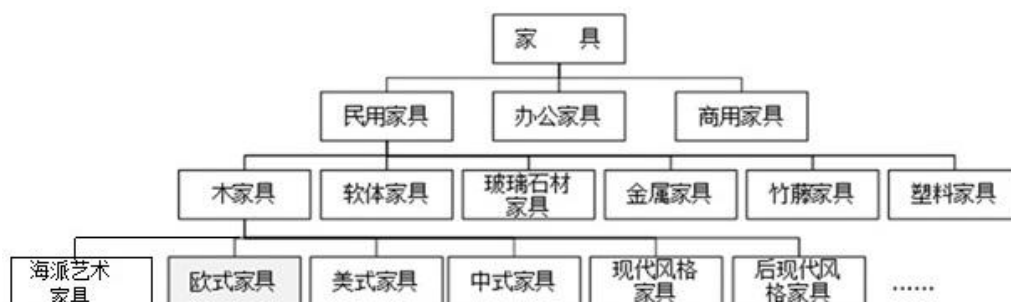 家 具
民用家具
办公家具
商用家具
木家具
软体家具
玻璃石材
家具
金属家具
竹藤家具
塑料家具
海派艺术
家具
欧式家具
美式家具
中式家具
现代风格
家具
后现代风
格家具
……